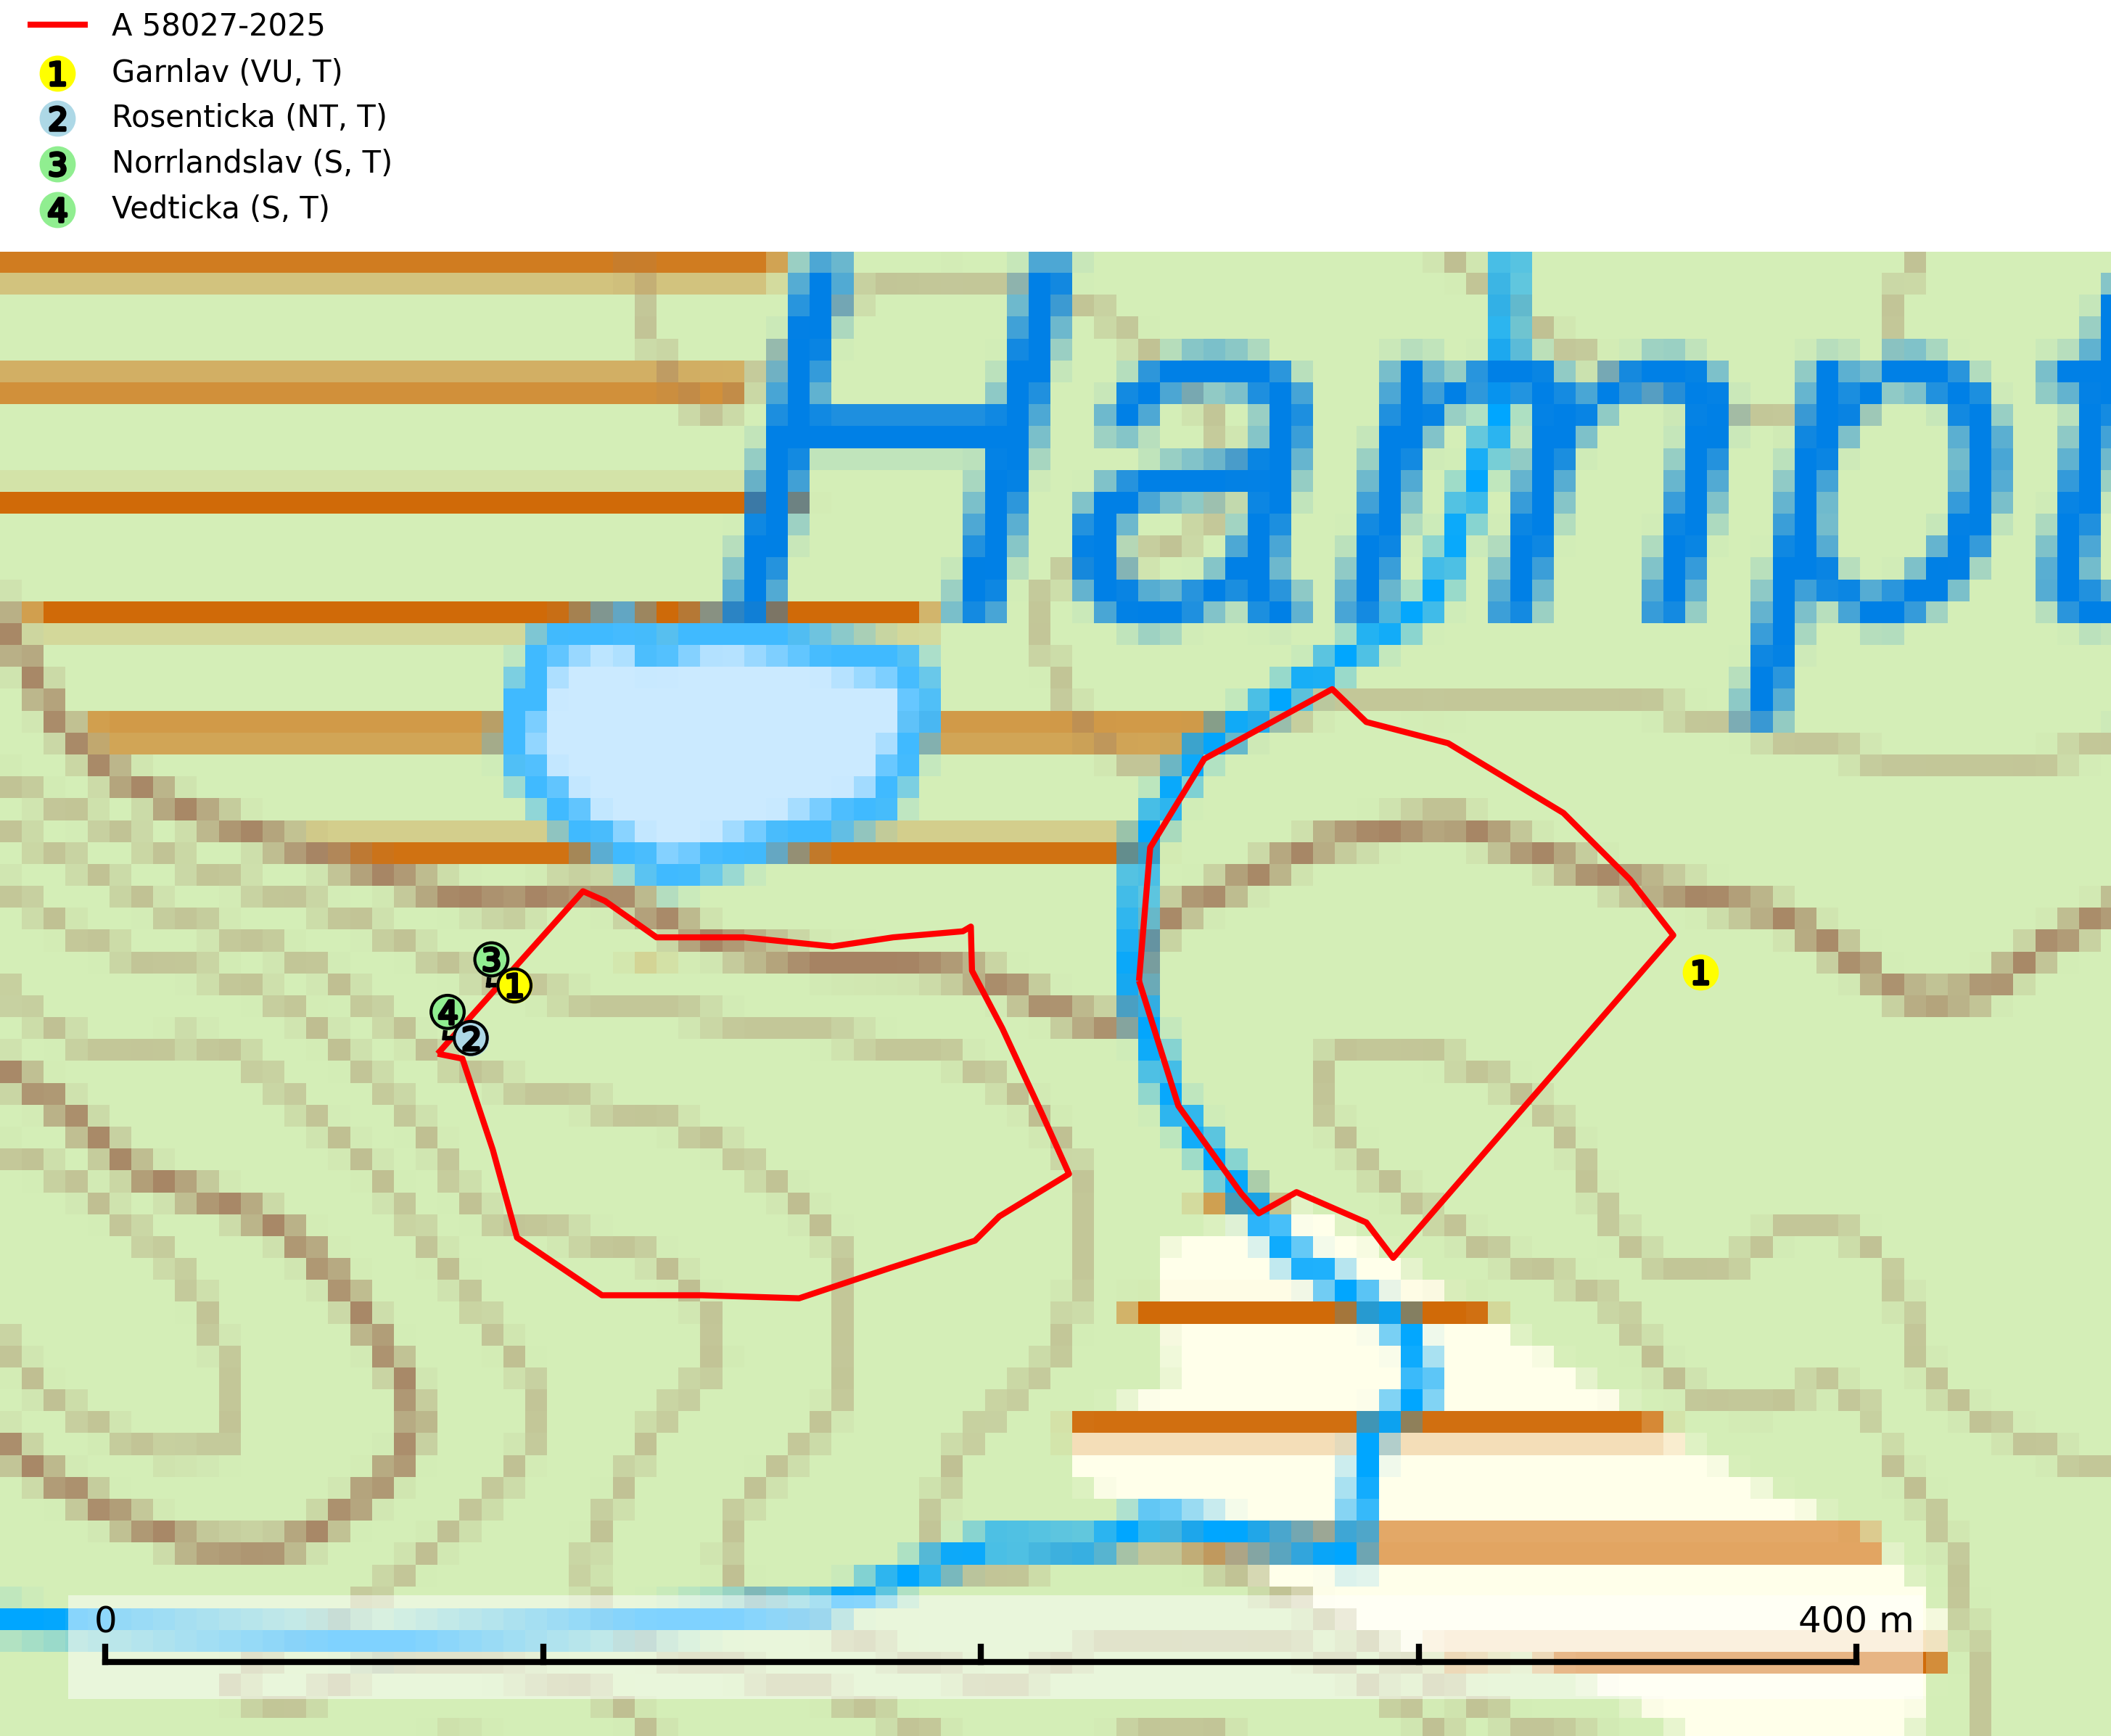 A 58027-2025
1 Garnlav (VU, T)
2 Rosenticka (NT, T)
3 Norrlandslav (S, T)
4 Vedticka (S, T)
Hampt
3
1
4
2
1
0 400 m